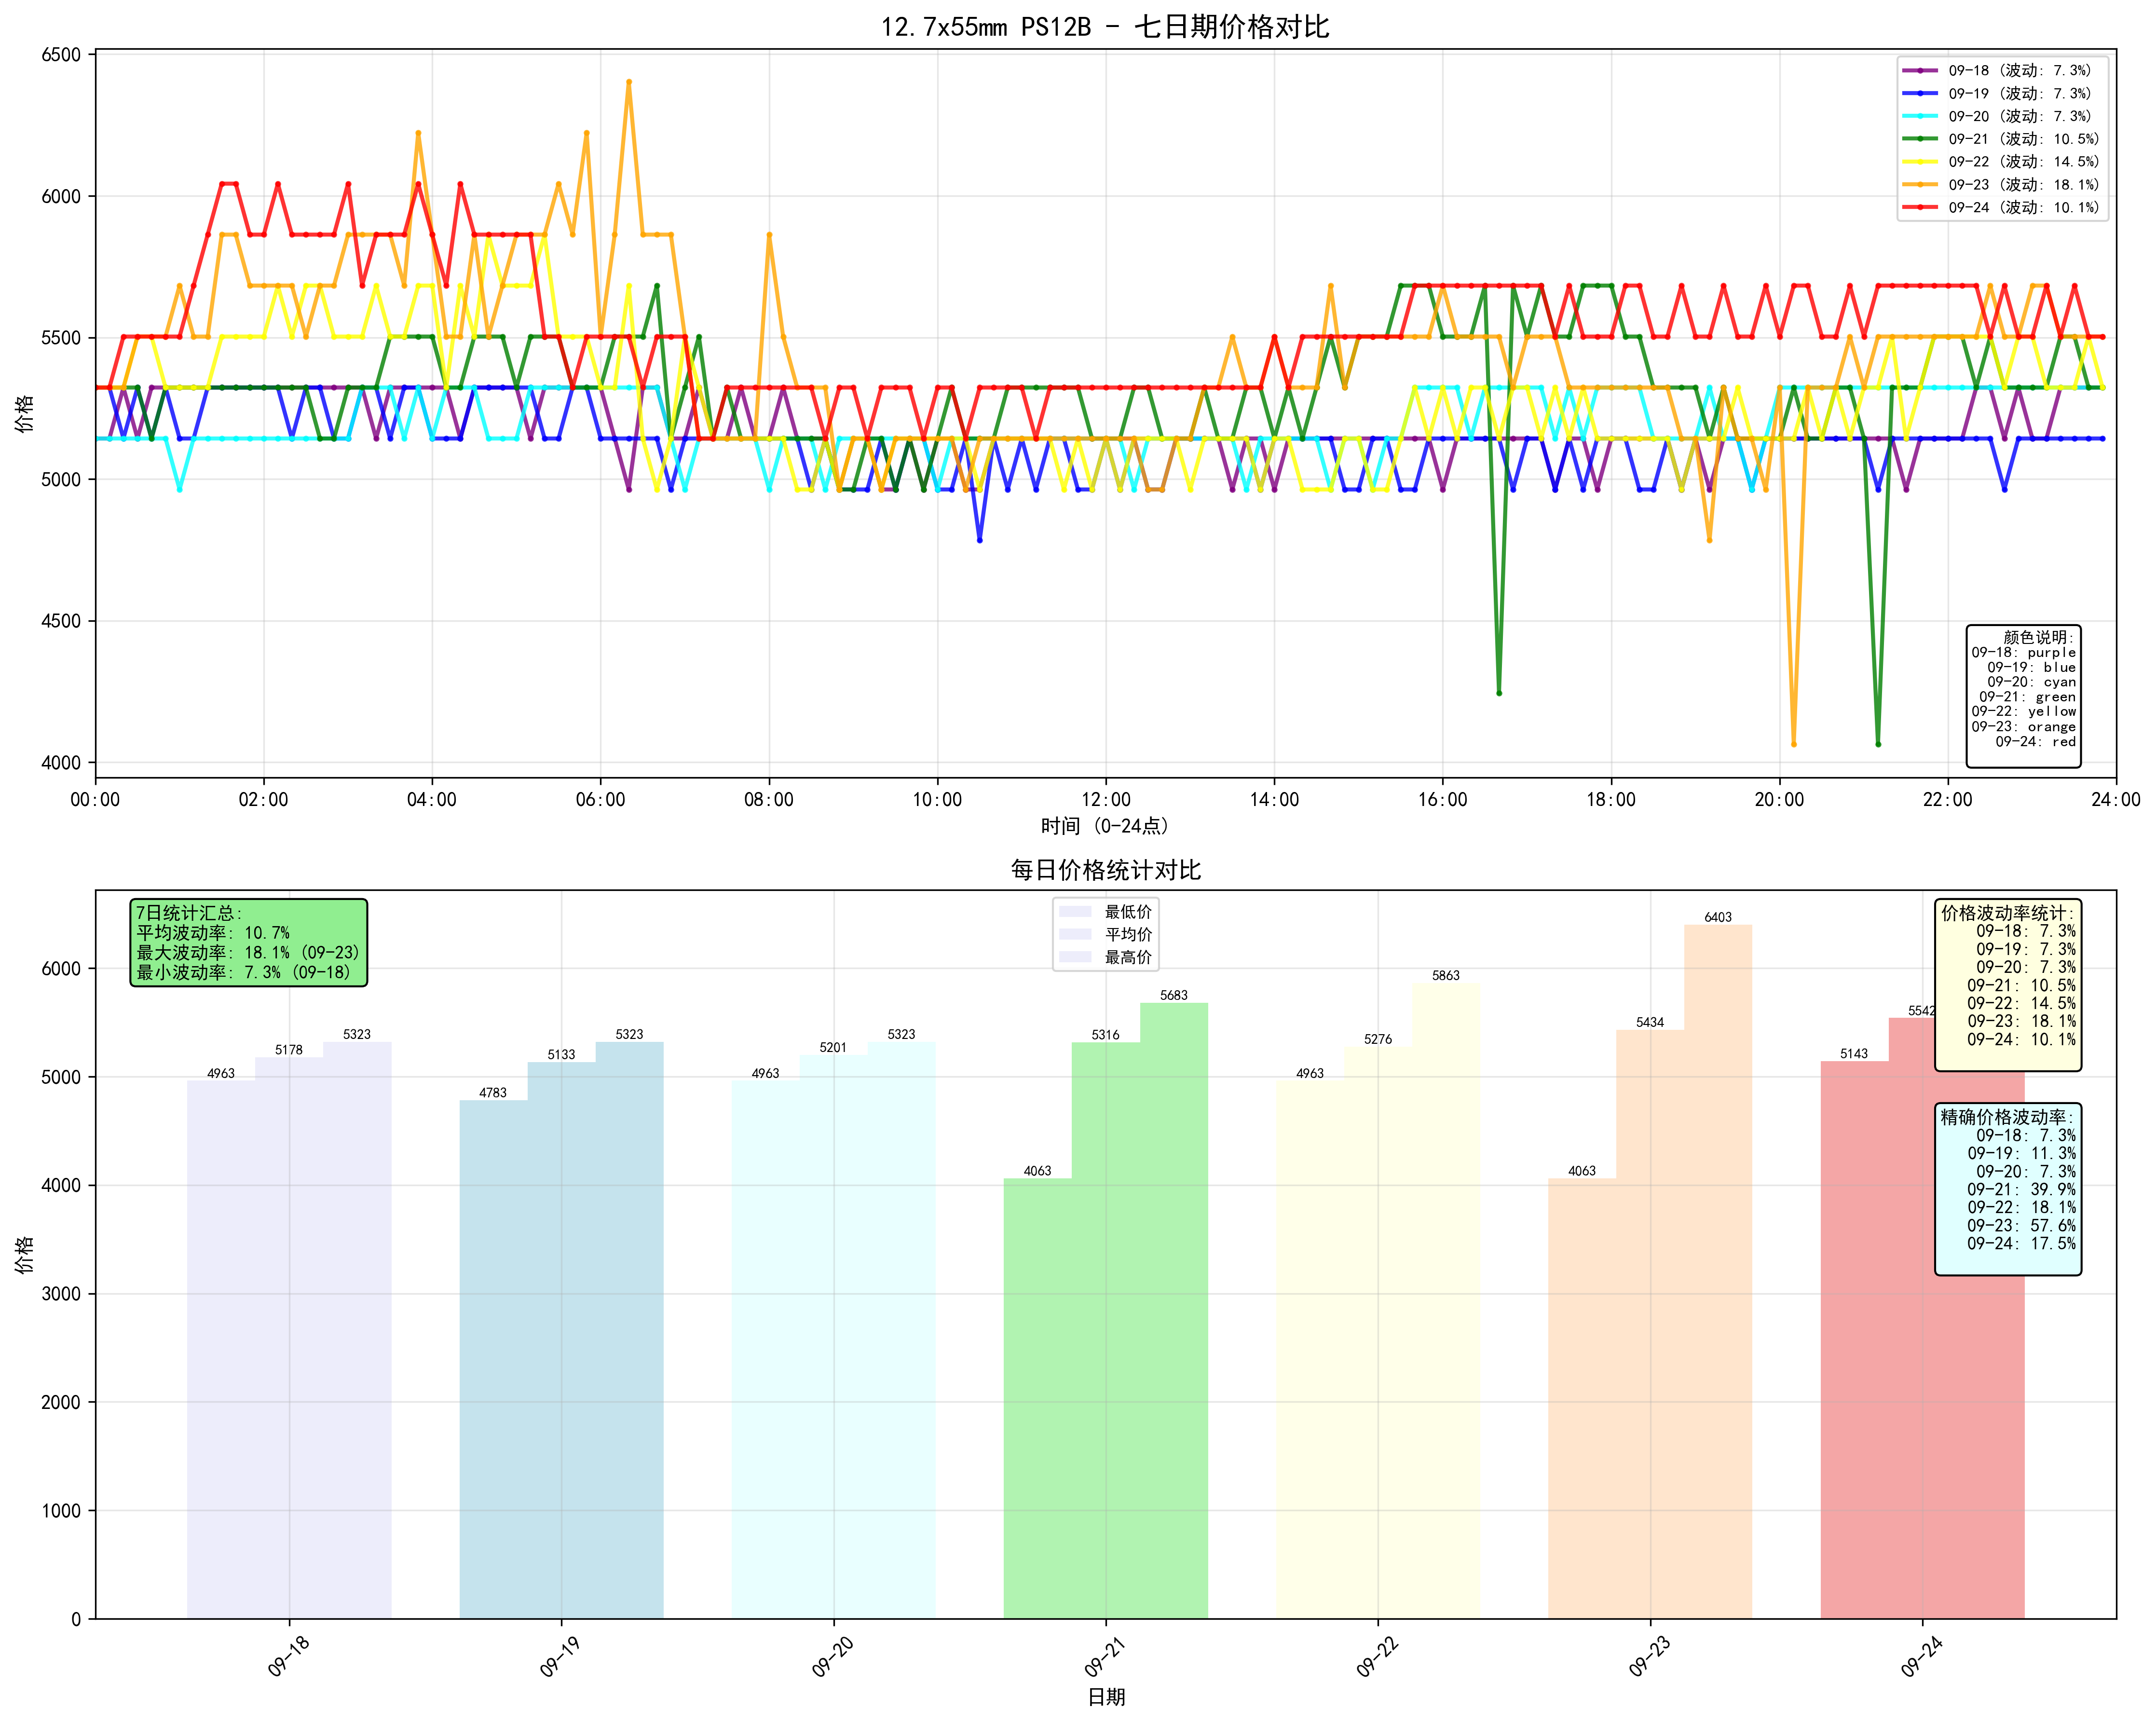 12.7x55mm PS12B - 七日期价格对比
6500
6000
5500
5000
4500
4000
价格
09-18 (波动: 7.3%)
09-19 (波动: 7.3%)
09-20 (波动: 7.3%)
09-21 (波动: 10.5%)
09-22 (波动: 14.5%)
09-23 (波动: 18.1%)
09-24 (波动: 10.1%)
颜色说明:
09-18: purple
09-19: blue
09-20: cyan
09-21: green
09-22: yellow
09-23: orange
09-24: red
00:00 02:00 04:00 06:00 08:00 10:00 12:00 14:00 16:00 18:00 20:00 22:00 24:00
时间 (0-24点)
每日价格统计对比
7日统计汇总:
平均波动率: 10.7%
最大波动率: 18.1% (09-23)
最小波动率: 7.3% (09-18)
最低价
平均价
最高价
价格波动率统计:
09-18: 7.3%
09-19: 7.3%
09-20: 7.3%
09-21: 10.5%
09-22: 14.5%
09-23: 18.1%
09-24: 10.1%
精确价格波动率:
09-18: 7.3%
09-19: 11.3%
09-20: 7.3%
09-21: 39.9%
09-22: 18.1%
09-23: 57.6%
09-24: 17.5%
6000
5000
4000
3000
2000
1000
0
价格
4963 5178 5323
4783 5133 5323
4963 5201 5323
4063 5316 5683
4963 5276 5863
4063 5434 6403
5143 5542
09-18 09-19 09-20 09-21 09-22 09-23 09-24
日期